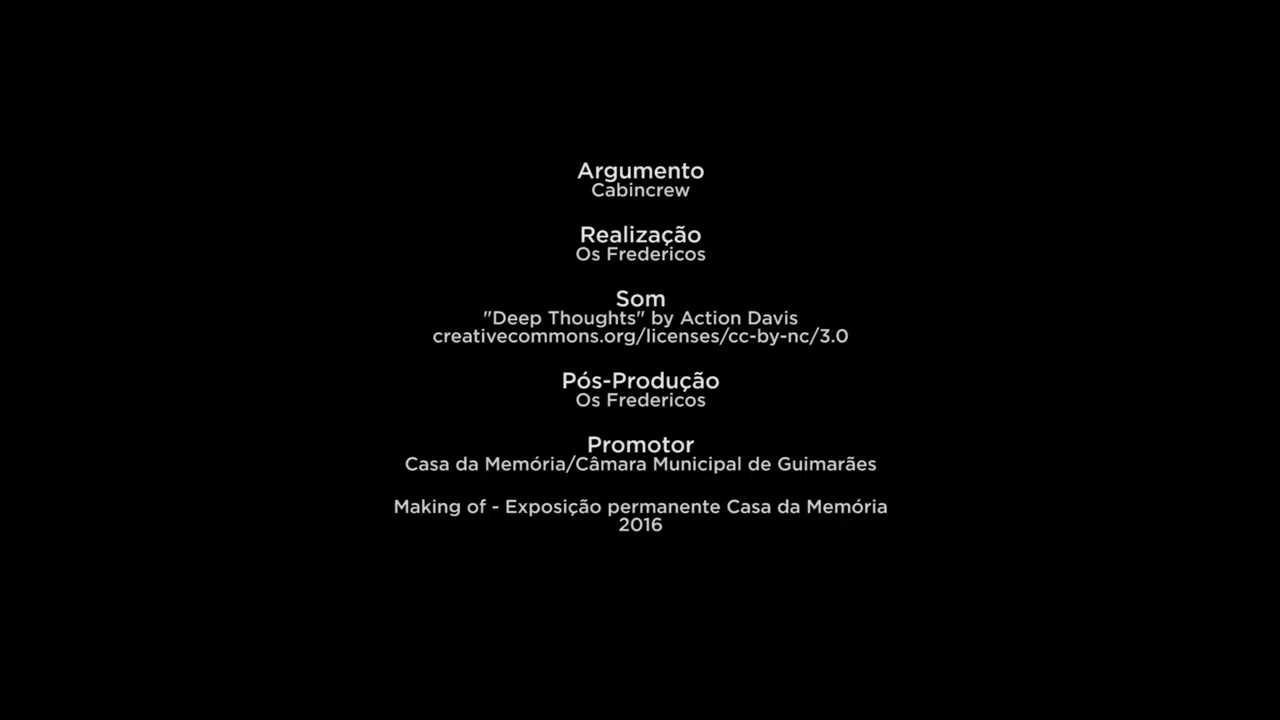 Argumento
Cabincrew
Realização
Os Fredericos
Som
"Deep Thoughts" by Action Davis
creativecommons.org/licenses/cc-by-nc/3.0
Pós-Produção
Os Fredericos
Promotor
Casa da Memória/Câmara Municipal de Guimarães
Making of - Exposição permanente Casa da Memória
2016